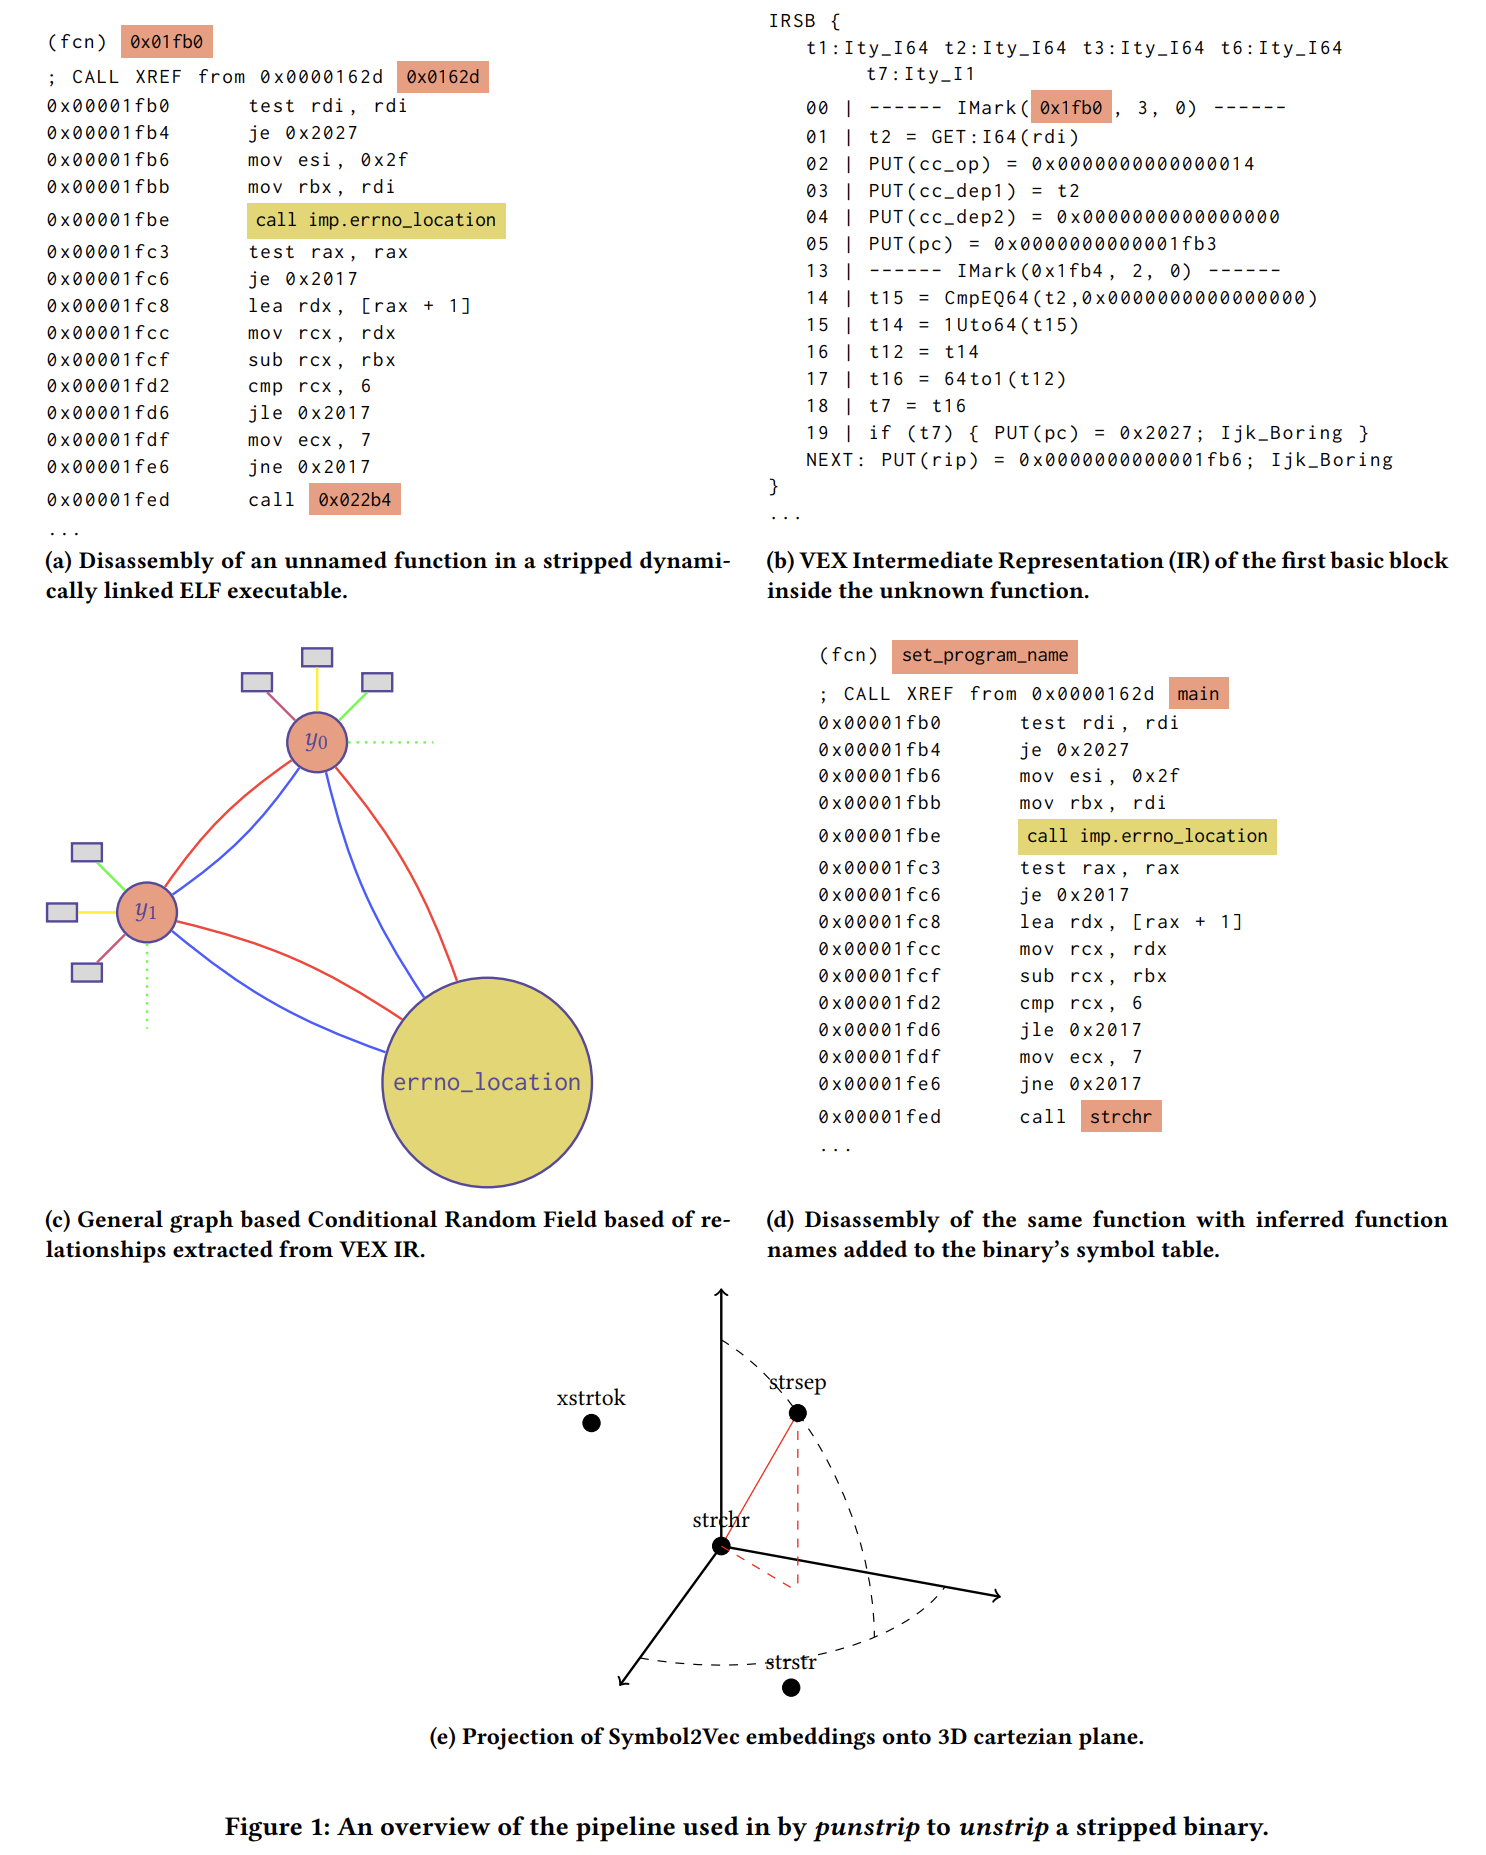 (fcn) 0x01fb0
; CALL XREF from 0x0000162d 0x0162d
0x00001fb0 test rdi, rdi
0x00001fb4 je 0x2027
0x00001fb6 mov esi, 0x2f
0x00001fbb mov rbx, rdi
0x00001fbe call imp.errno_location
0x00001fc3 test rax, rax
0x00001fc6 je 0x2017
0x00001fc8 lea rdx, [rax + 1]
0x00001fcc mov rcx, rdx
0x00001fcf sub rcx, rbx
0x00001fd2 cmp rcx, 6
0x00001fd6 jle 0x2017
0x00001fdf mov ecx, 7
0x00001fe6 jne 0x2017
0x00001fed call 0x022b4
...
(a) Disassembly of an unnamed function in a stripped dynami-
cally linked ELF executable.
IRSB {
t1:Ity_I64 t2:Ity_I64 t3:Ity_I64 t6:Ity_I64
t7:Ity_I1
00 | ------ IMark(0x1fb0, 3, 0) ------
01 | t2 = GET:I64(rdi)
02 | PUT(cc_op) = 0x0000000000000014
03 | PUT(cc_dep1) = t2
04 | PUT(cc_dep2) = 0x0000000000000000
05 | PUT(pc) = 0x0000000000001fb3
13 | ------ IMark(0x1fb4, 2, 0) ------
14 | t15 = CmpEQ64(t2,0x0000000000000000)
15 | t14 = 1Uto64(t15)
16 | t12 = t14
17 | t16 = 64to1(t12)
18 | t7 = t16
19 | if (t7) { PUT(pc) = 0x2027; Ijk_Boring }
NEXT: PUT(rip) = 0x0000000000001fb6; Ijk_Boring
}
...
(b) VEX Intermediate Representation (IR) of the first basic block
inside the unknown function.
y0
y1
errno_location
(c) General graph based Conditional Random Field based of re-
lationships extracted from VEX IR.
(fcn) set_program_name
; CALL XREF from 0x0000162d main
0x00001fb0 test rdi, rdi
0x00001fb4 je 0x2027
0x00001fb6 mov esi, 0x2f
0x00001fbb mov rbx, rdi
0x00001fbe call imp.errno_location
0x00001fc3 test rax, rax
0x00001fc6 je 0x2017
0x00001fc8 lea rdx, [rax + 1]
0x00001fcc mov rcx, rdx
0x00001fcf sub rcx, rbx
0x00001fd2 cmp rcx, 6
0x00001fd6 jle 0x2017
0x00001fdf mov ecx, 7
0x00001fe6 jne 0x2017
0x00001fed call strchr
...
(d) Disassembly of the same function with inferred function
names added to the binary's symbol table.
strsep
xstrtok
strchr
strstr
(e) Projection of Symbol2Vec embeddings onto 3D cartezian plane.
Figure 1: An overview of the pipeline used in by punstrip to unstrip a stripped binary.